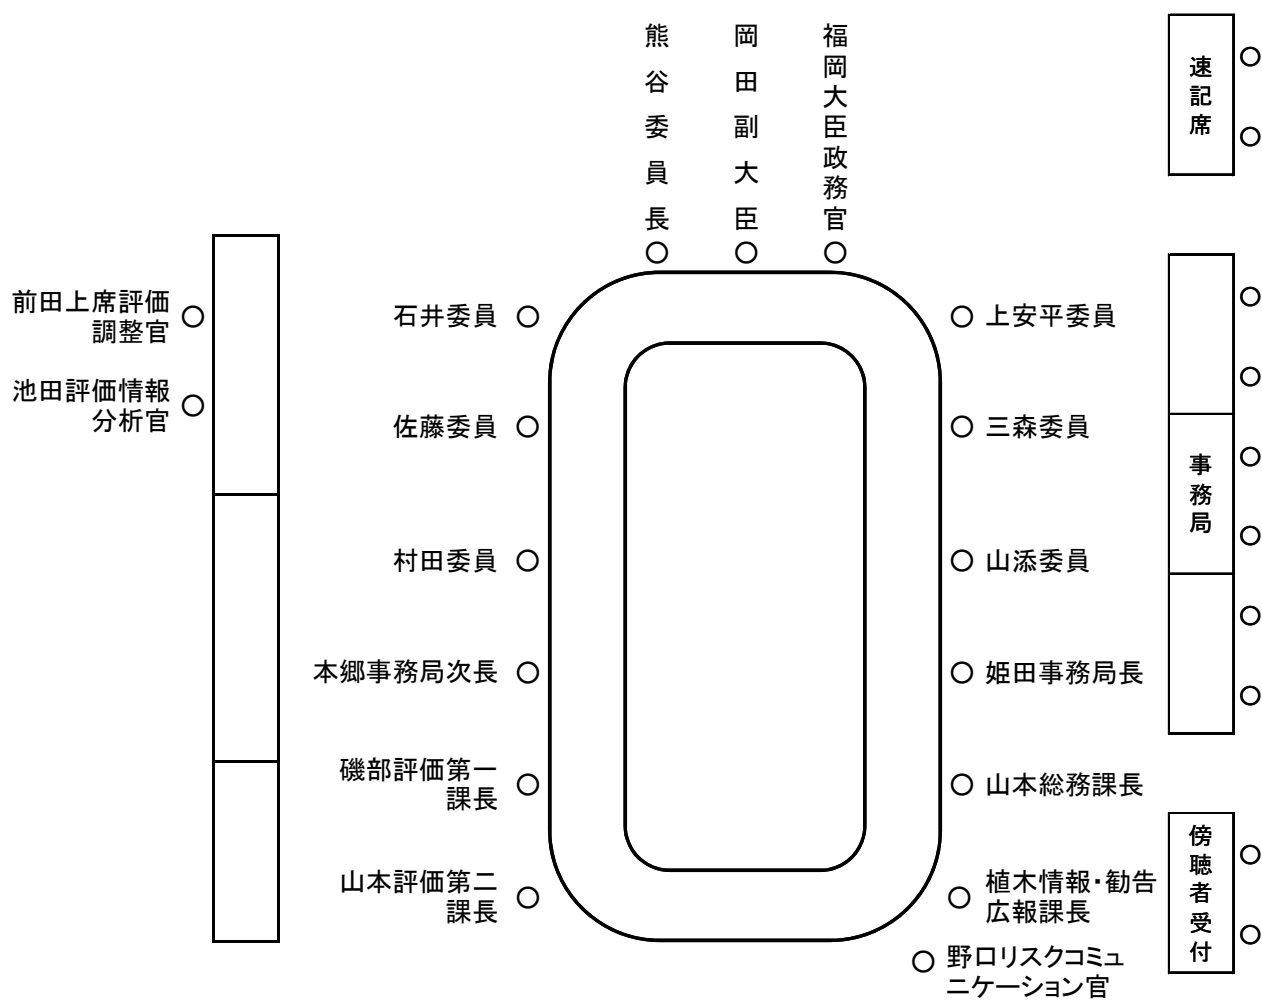 熊谷委員長
岡田副大臣
福岡大臣政務官
速記席
前田上席評価
調整官
池田評価情報
分析官
石井委員
佐藤委員
村田委員
本郷事務局次長
磯部評価第一
課長
山本評価第二
課長
上安平委員
三森委員
山添委員
姫田事務局長
山本総務課長
植木情報・勧告
広報課長
野口リスクコミュ
ニケーション官
事務局
傍聴者受付